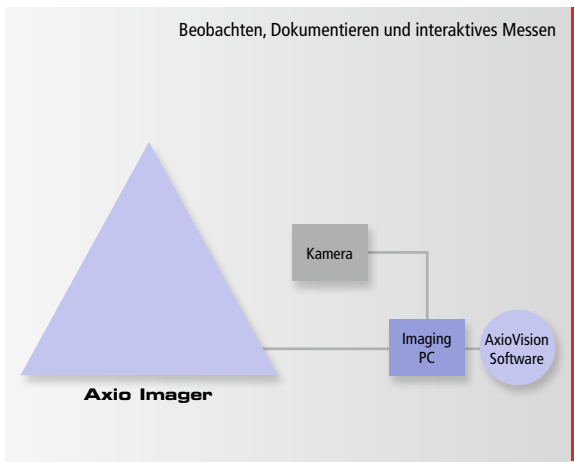 Beobachten, Dokumentieren und interaktives Messen
Kamera
Imaging
PC
AxioVision
Software
Axio Imager